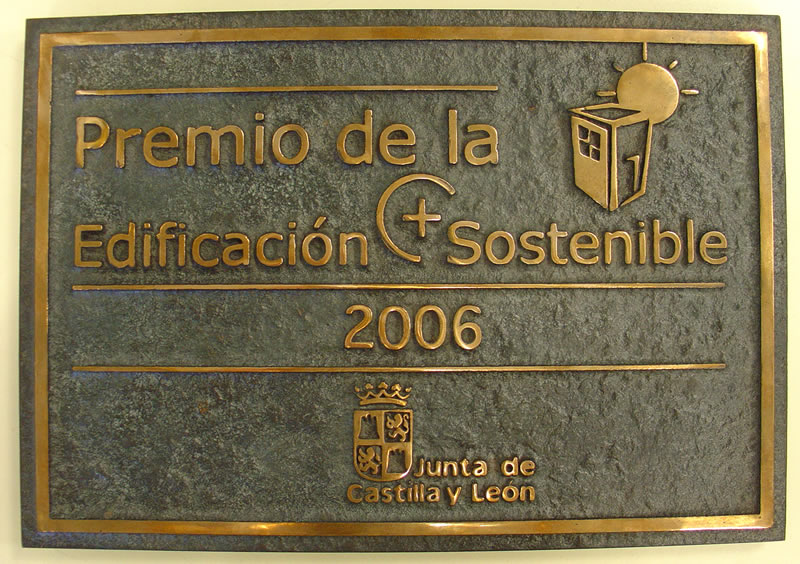 Premio de la
Edificación + Sostenible
2006
Junta de
Castilla y León